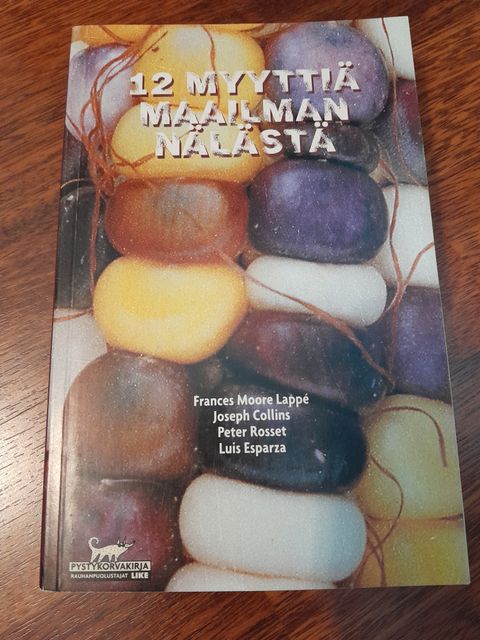 12 MYYTTIÄ
MAAILMAN
NÄLÄSTÄ
Frances Moore Lappé
Joseph Collins
Peter Rosset
Luis Esparza
PYSTYKORVAKIRJA
RAUHANPUOLUSTAJAT LIKE